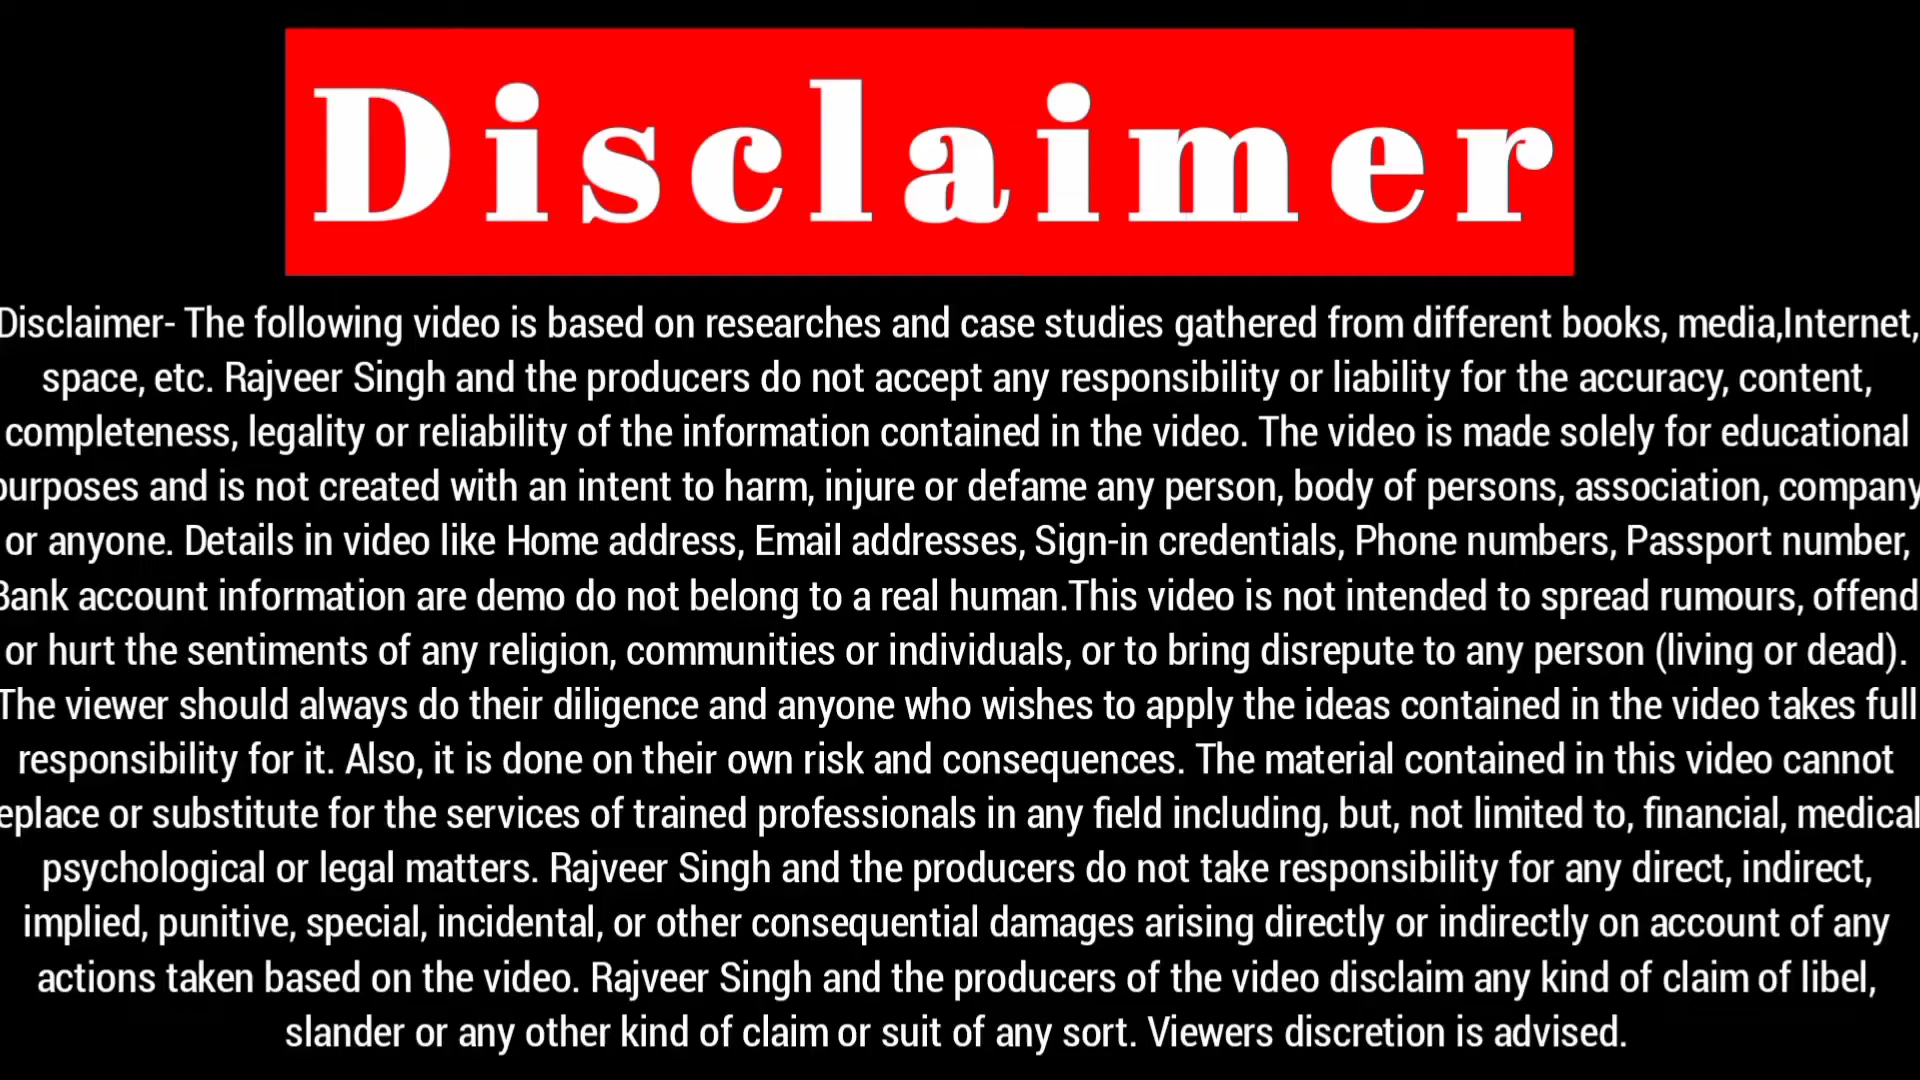 Disclaimer
Disclaimer- The following video is based on researches and case studies gathered from different books, media,Internet,
space, etc. Rajveer Singh and the producers do not accept any responsibility or liability for the accuracy, content,
completeness, legality or reliability of the information contained in the video. The video is made solely for educational
purposes and is not created with an intent to harm, injure or defame any person, body of persons, association, company
or anyone. Details in video like Home address, Email addresses, Sign-in credentials, Phone numbers, Passport number,
Bank account information are demo do not belong to a real human.This video is not intended to spread rumours, offend
or hurt the sentiments of any religion, communities or individuals, or to bring disrepute to any person (living or dead).
The viewer should always do their diligence and anyone who wishes to apply the ideas contained in the video takes full
responsibility for it. Also, it is done on their own risk and consequences. The material contained in this video cannot
eplace or substitute for the services of trained professionals in any field including, but, not limited to, financial, medical
psychological or legal matters. Rajveer Singh and the producers do not take responsibility for any direct, indirect,
implied, punitive, special, incidental, or other consequential damages arising directly or indirectly on account of any
actions taken based on the video. Rajveer Singh and the producers of the video disclaim any kind of claim of libel,
slander or any other kind of claim or suit of any sort. Viewers discretion is advised.